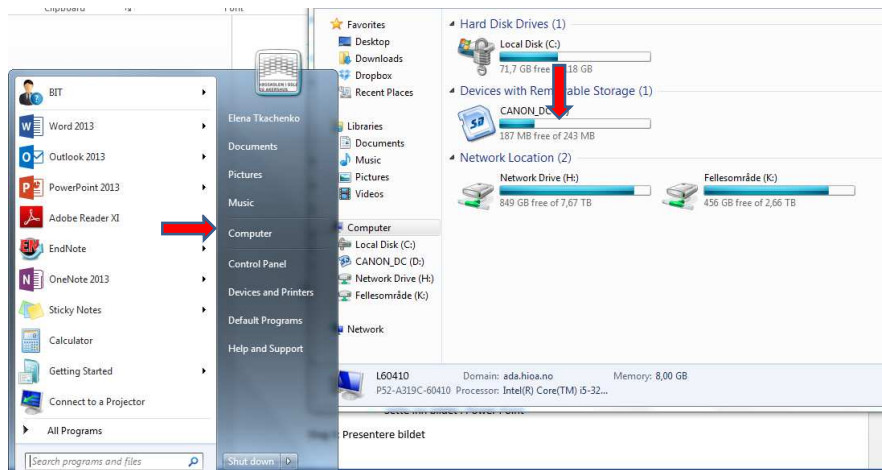 Clipboard
Font
BIT
Word 2013
Outlook 2013
PowerPoint 2013
Adobe Reader XI
EndNote
OneNote 2013
Sticky Notes
Calculator
Getting Started
Connect to a Projector
All Programs
Search programs and files
Elena Tkachenko
Documents
Pictures
Music
Computer
Control Panel
Devices and Printers
Default Programs
Help and Support
Shut down
Favorites
Desktop
Downloads
Dropbox
Recent Places
Libraries
Documents
Music
Pictures
Videos
Computer
Local Disk (C:)
CANON_DC (D:)
Network Drive (H:)
Fellesområde (K:)
Network
Hard Disk Drives (1)
Local Disk (C:)
71,7 GB free 118 GB
Devices with Removable Storage (1)
CANON_DC
187 MB free of 243 MB
Network Location (2)
Network Drive (H:)
849 GB free of 7,67 TB
Fellesområde (K:)
456 GB free of 2,66 TB
L60410 Domain: ada.hioa.no Memory: 8,00 GB
P52-A319C-60410 Processor: Intel(R) Core(TM) i5-32...
Presentere bildet